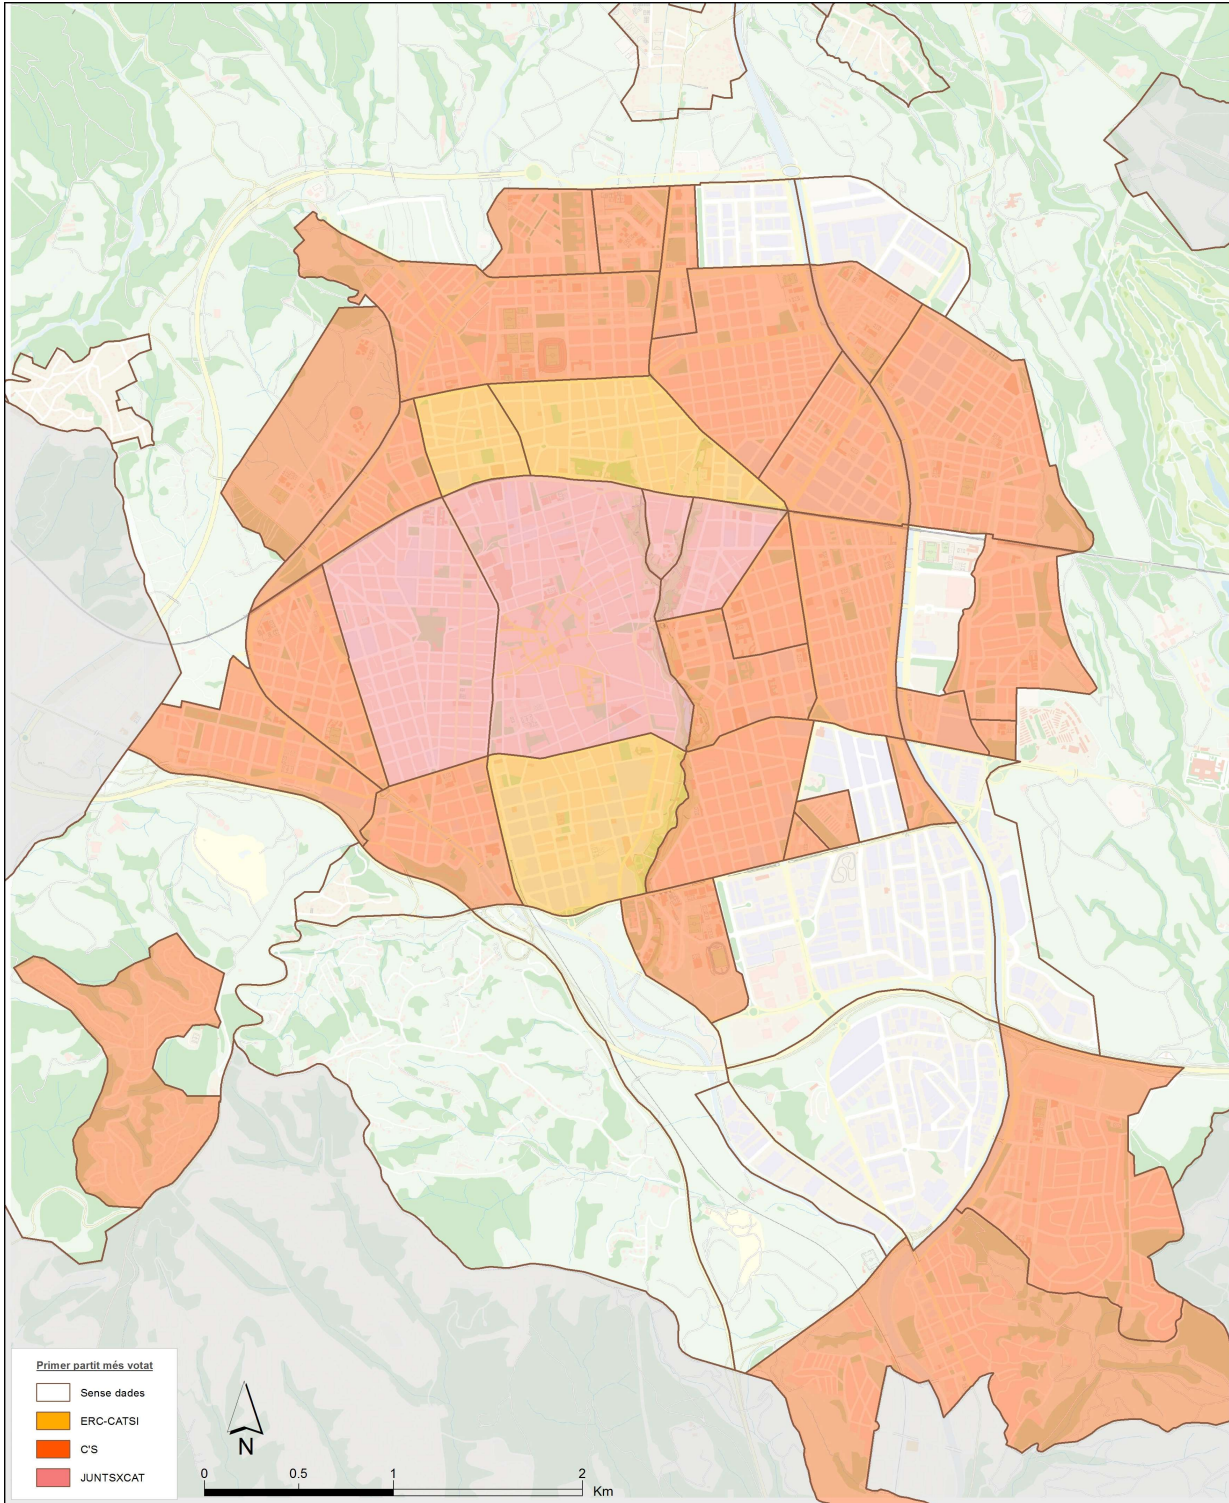 Primer partit més votat
Sense dades
ERC-CATSI
C'S
JUNTSXCAT
N
0 0.5 1 2
Km